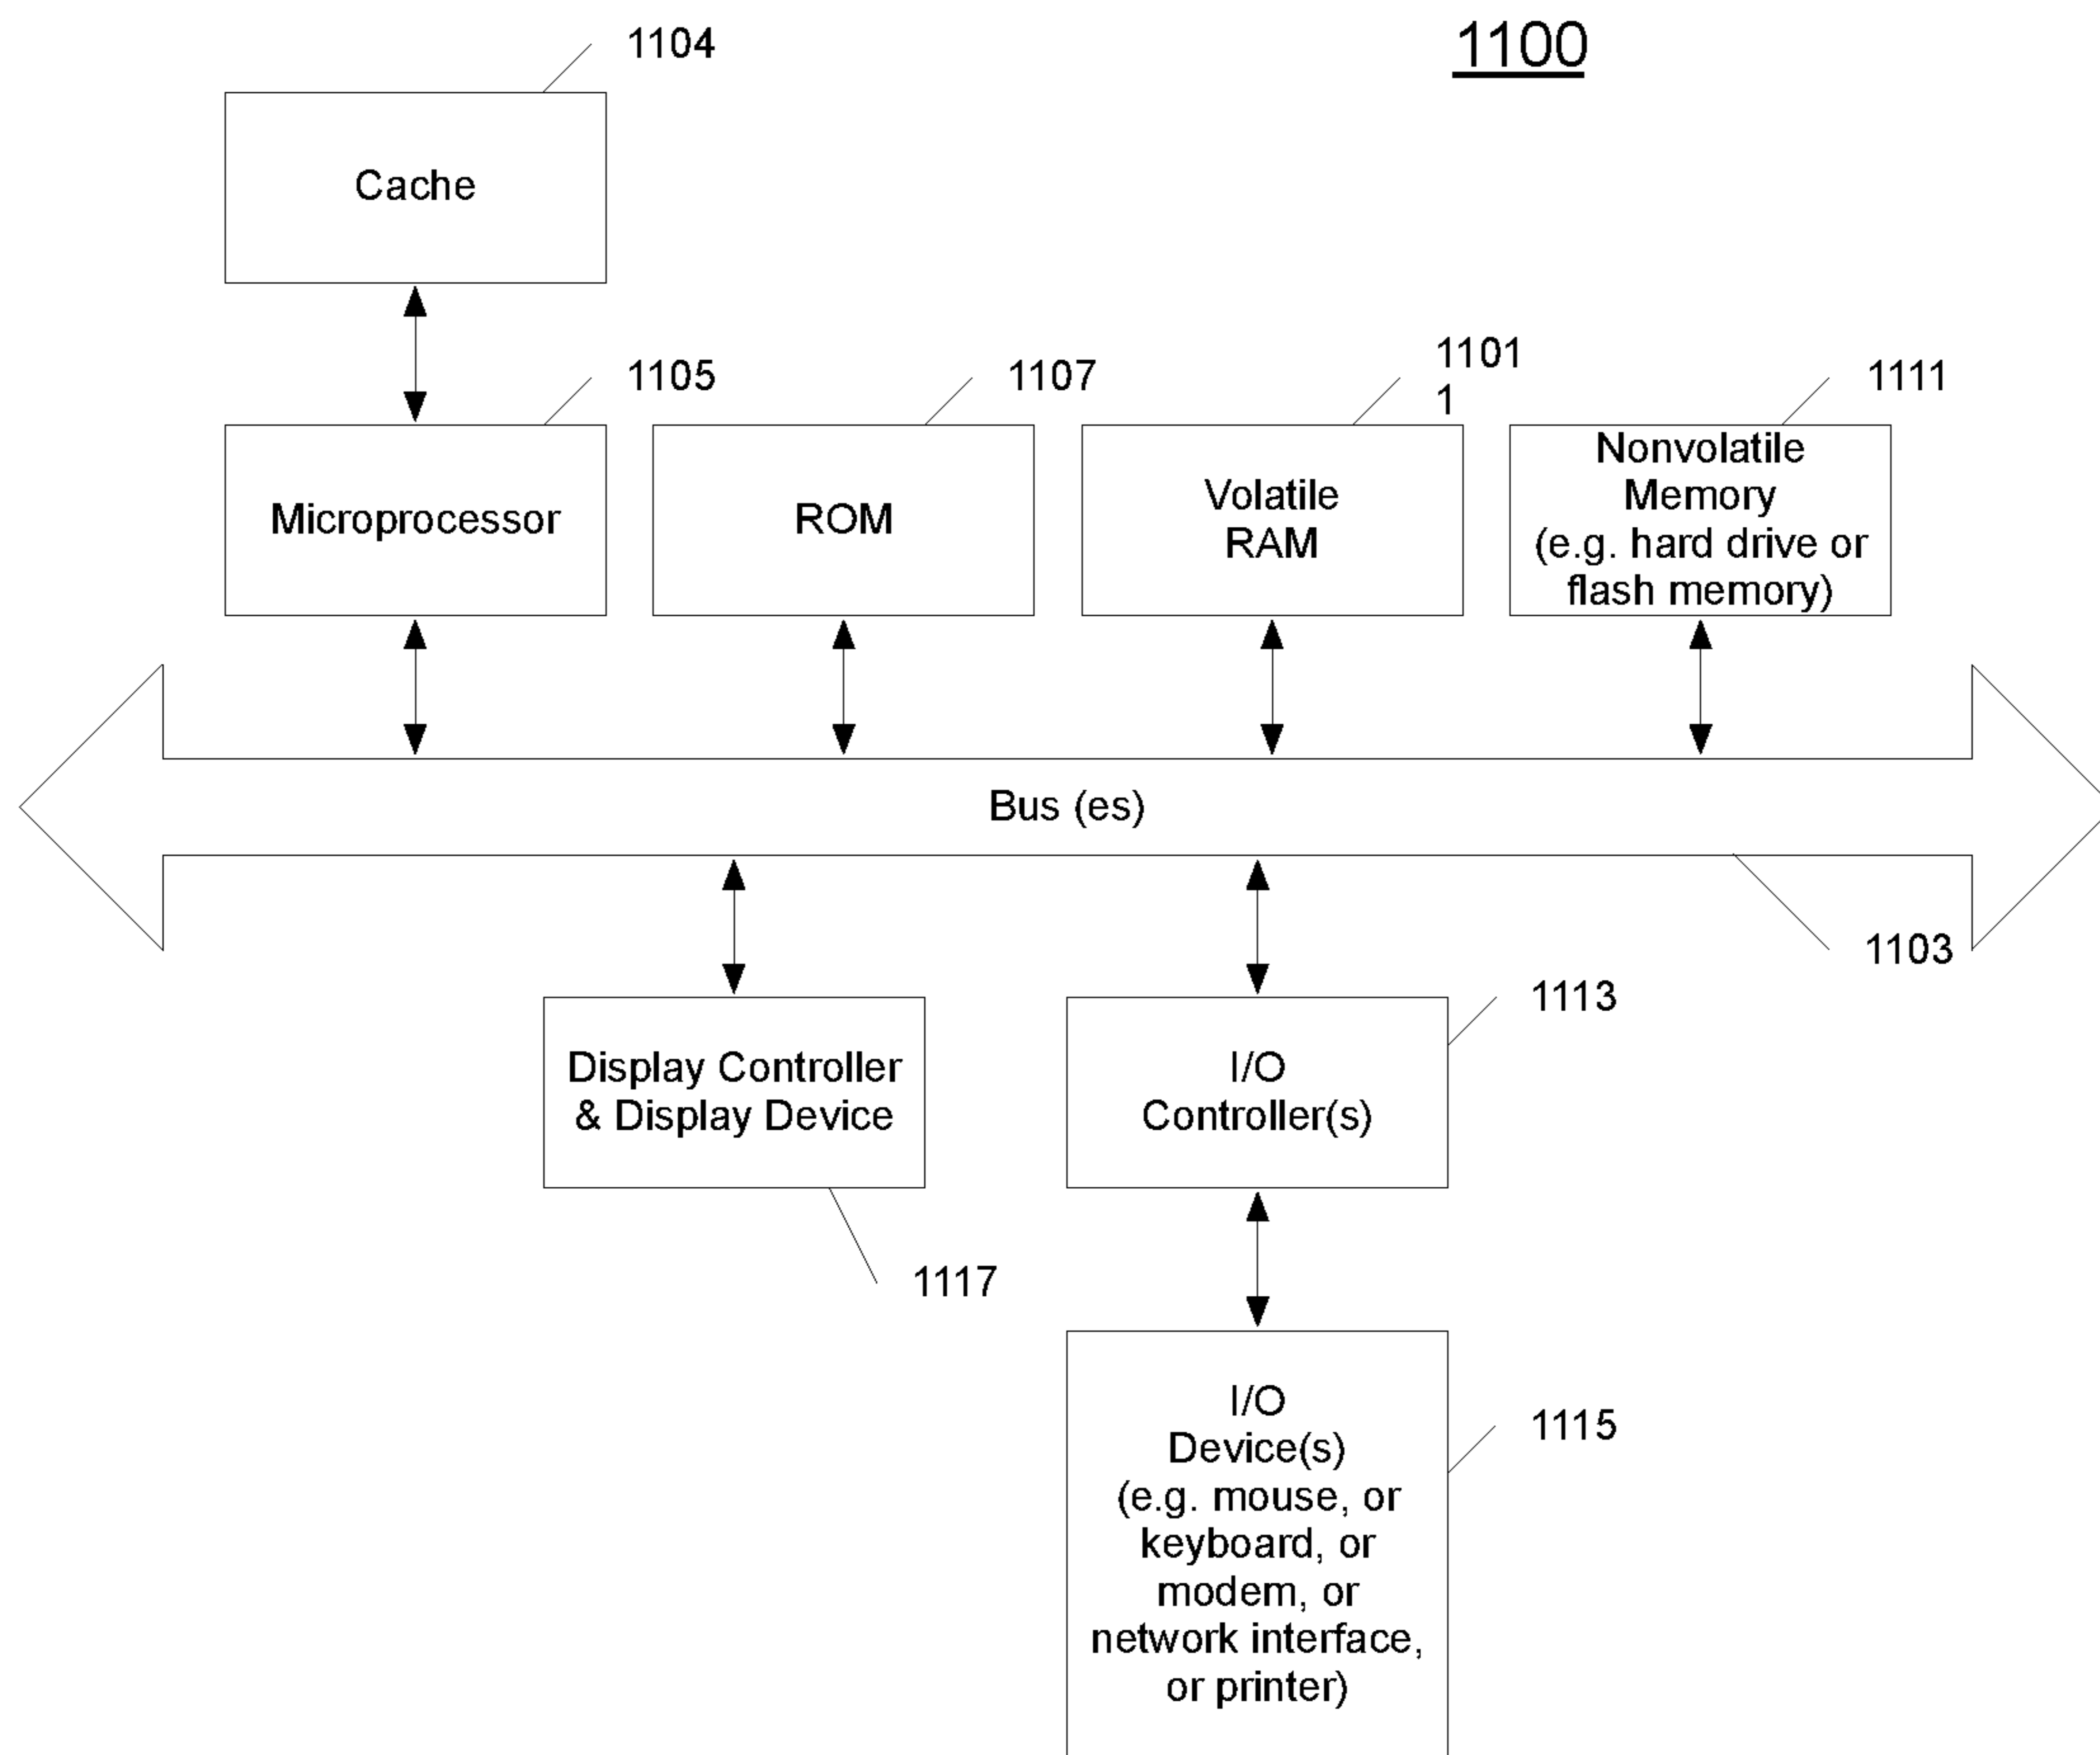 1100
1104
Cache
1105
1107
1101
1
1111
Microprocessor
ROM
Volatile
RAM
Nonvolatile
Memory
(e.g. hard drive or
flash memory)
Bus (es)
1103
1113
Display Controller
& Display Device
I/O
Controller(s)
1117
1115
I/O
Device(s)
(e.g. mouse, or
keyboard, or
modem, or
network interface,
or printer)